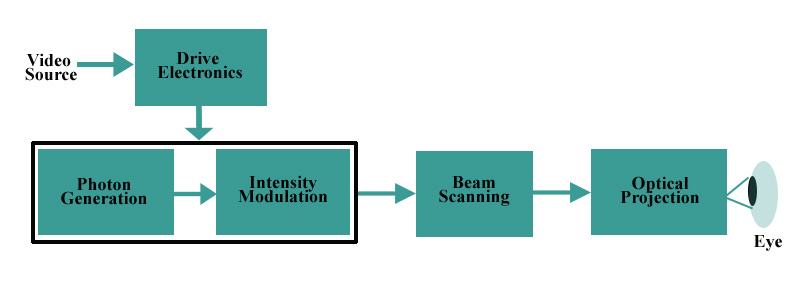 Video
Source
Drive
Electronics
Photon
Generation
Intensity
Modulation
Beam
Scanning
Optical
Projection
Eye